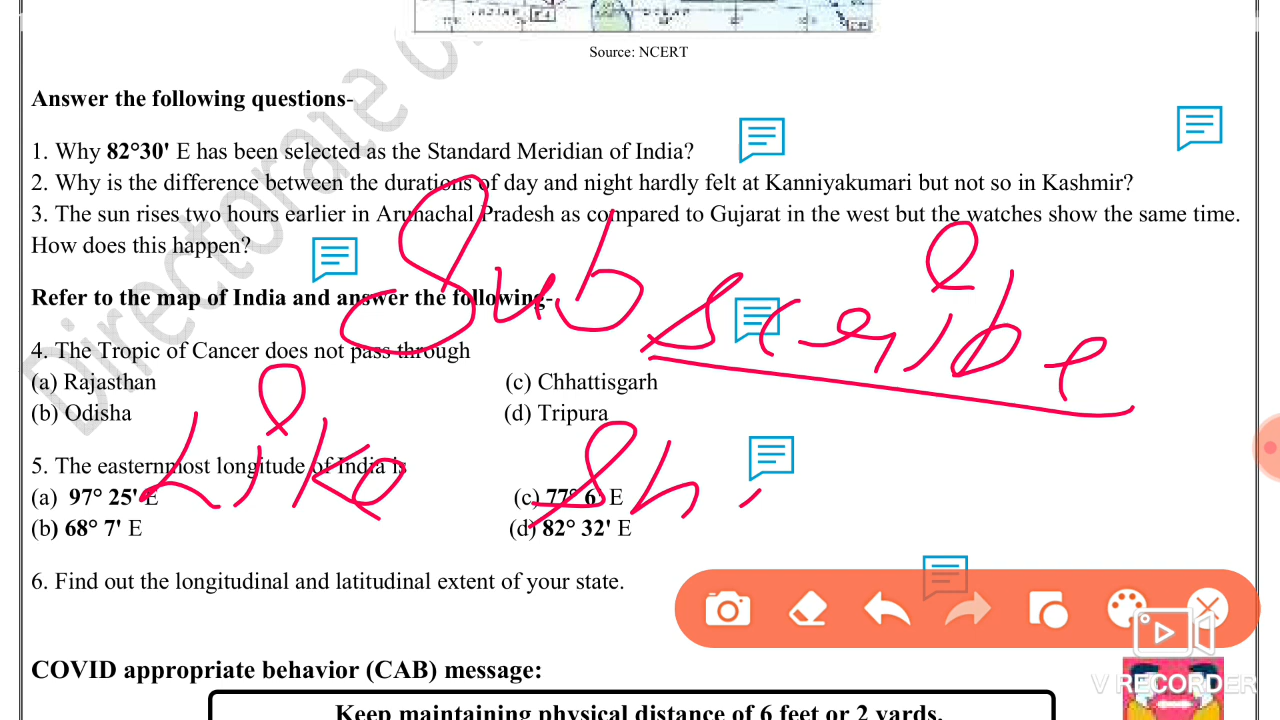 INDIAN OCEAN
Source: NCERT
Directorate of
Answer the following questions-
1. Why 82°30' E has been selected as the Standard Meridian of India?
2. Why is the difference between the durations of day and night hardly felt at Kanniyakumari but not so in Kashmir?
3. The sun rises two hours earlier in Arunachal Pradesh as compared to Gujarat in the west but the watches show the same time.
How does this happen?
Subscribe
Refer to the map of India and answer the following-
4. The Tropic of Cancer does not pass through
(a) Rajasthan (c) Chhattisgarh
(b) Odisha (d) Tripura
Like Sh
5. The easternmost longitude of India is
(a) 97° 25' E (c) 77° 6' E
(b) 68° 7' E (d) 82° 32' E
6. Find out the longitudinal and latitudinal extent of your state.
COVID appropriate behavior (CAB) message:
V RECORDER
Keep maintaining physical distance of 6 feet or 2 yards.